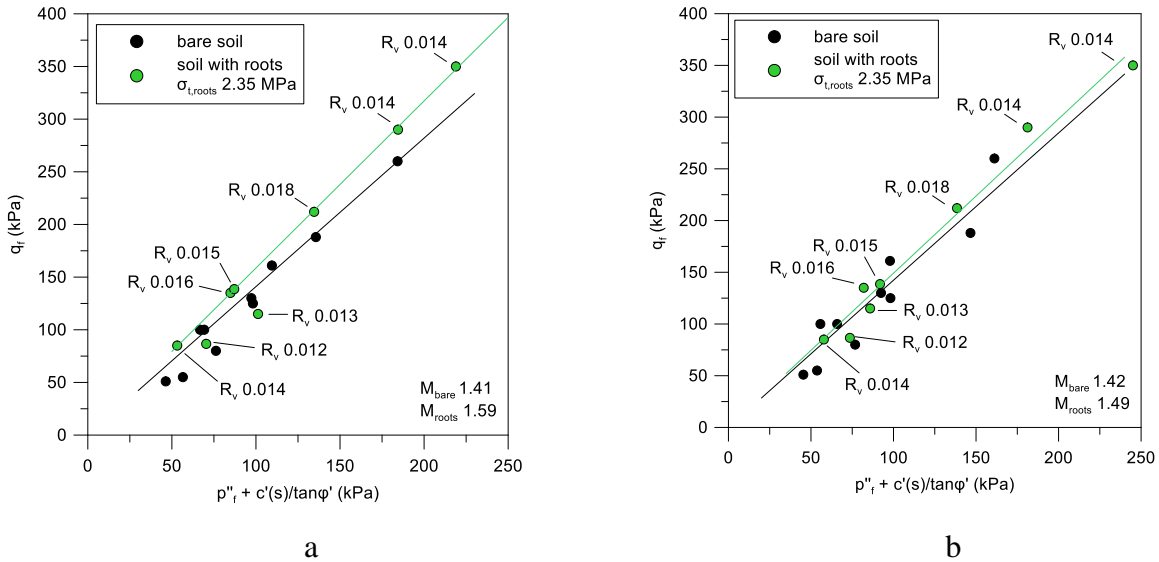 400
350
300
250
200
150
100
50
0
q_f (kPa)
bare soil
soil with roots
σ_t,roots 2.35 MPa
R_v 0.014
R_v 0.014
R_v 0.018
R_v 0.015
R_v 0.016
R_v 0.013
R_v 0.012
R_v 0.014
M_bare 1.41
M_roots 1.59
0 50 100 150 200 250
p''_f + c'(s)/tanφ' (kPa)
a
400
350
300
250
200
150
100
50
0
q_f (kPa)
bare soil
soil with roots
σ_t,roots 2.35 MPa
R_v 0.014
R_v 0.014
R_v 0.018
R_v 0.015
R_v 0.016
R_v 0.013
R_v 0.012
R_v 0.014
M_bare 1.42
M_roots 1.49
0 50 100 150 200 250
p''_f + c'(s)/tanφ' (kPa)
b